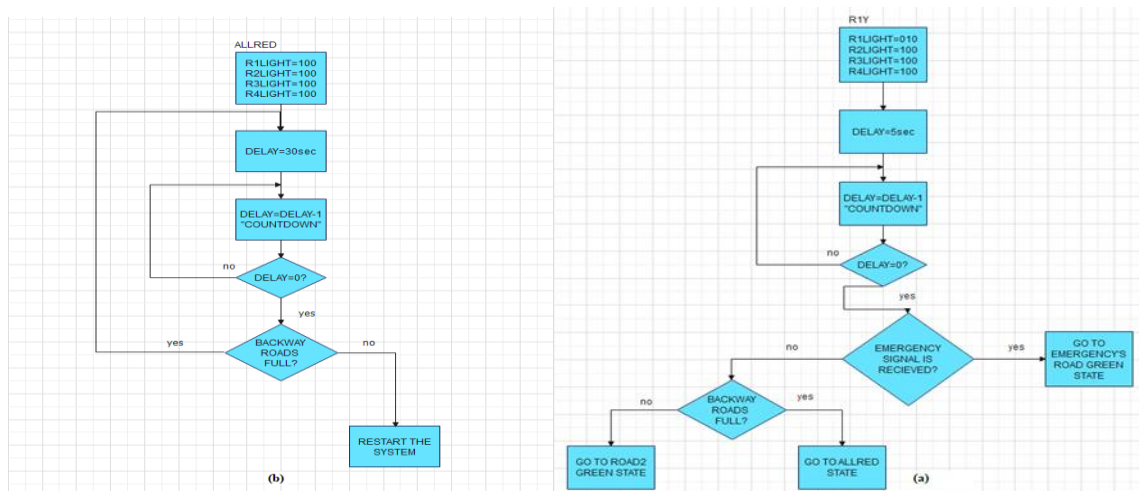 ALLRED
R1LIGHT=100
R2LIGHT=100
R3LIGHT=100
R4LIGHT=100
DELAY=30sec
DELAY=DELAY-1
"COUNTDOWN"
no
DELAY=0?
yes
yes
BACKWAY
ROADS
FULL?
no
RESTART THE
SYSTEM
(b)
R1Y
R1LIGHT=010
R2LIGHT=100
R3LIGHT=100
R4LIGHT=100
DELAY=5sec
DELAY=DELAY-1
"COUNTDOWN"
no
DELAY=0?
yes
no
EMERGENCY
SIGNAL IS
RECIEVED?
yes
GO TO
EMERGENCY'S
ROAD GREEN
STATE
no
BACKWAY
ROADS
FULL?
yes
GO TO ROAD2
GREEN STATE
GO TO ALLRED
STATE
(a)